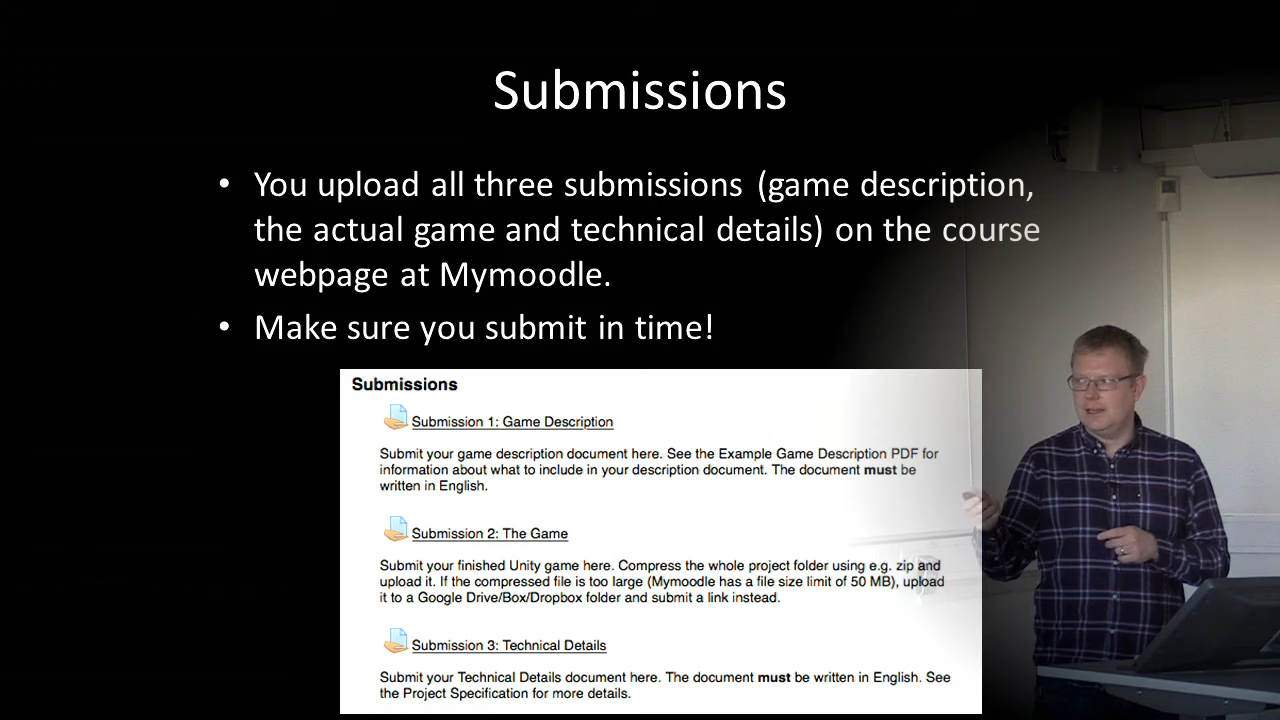 Submissions
• You upload all three submissions (game description,
the actual game and technical details) on the course
webpage at Mymoodle.
• Make sure you submit in time!
Submissions
Submission 1: Game Description
Submit your game description document here. See the Example Game Description PDF for
information about what to include in your description document. The document must be
written in English.
Submission 2: The Game
Submit your finished Unity game here. Compress the whole project folder using e.g. zip and
upload it. If the compressed file is too large (Mymoodle has a file size limit of 50 MB), upload
it to a Google Drive/Box/Dropbox folder and submit a link instead.
Submission 3: Technical Details
Submit your Technical Details document here. The document must be written in English. See
the Project Specification for more details.